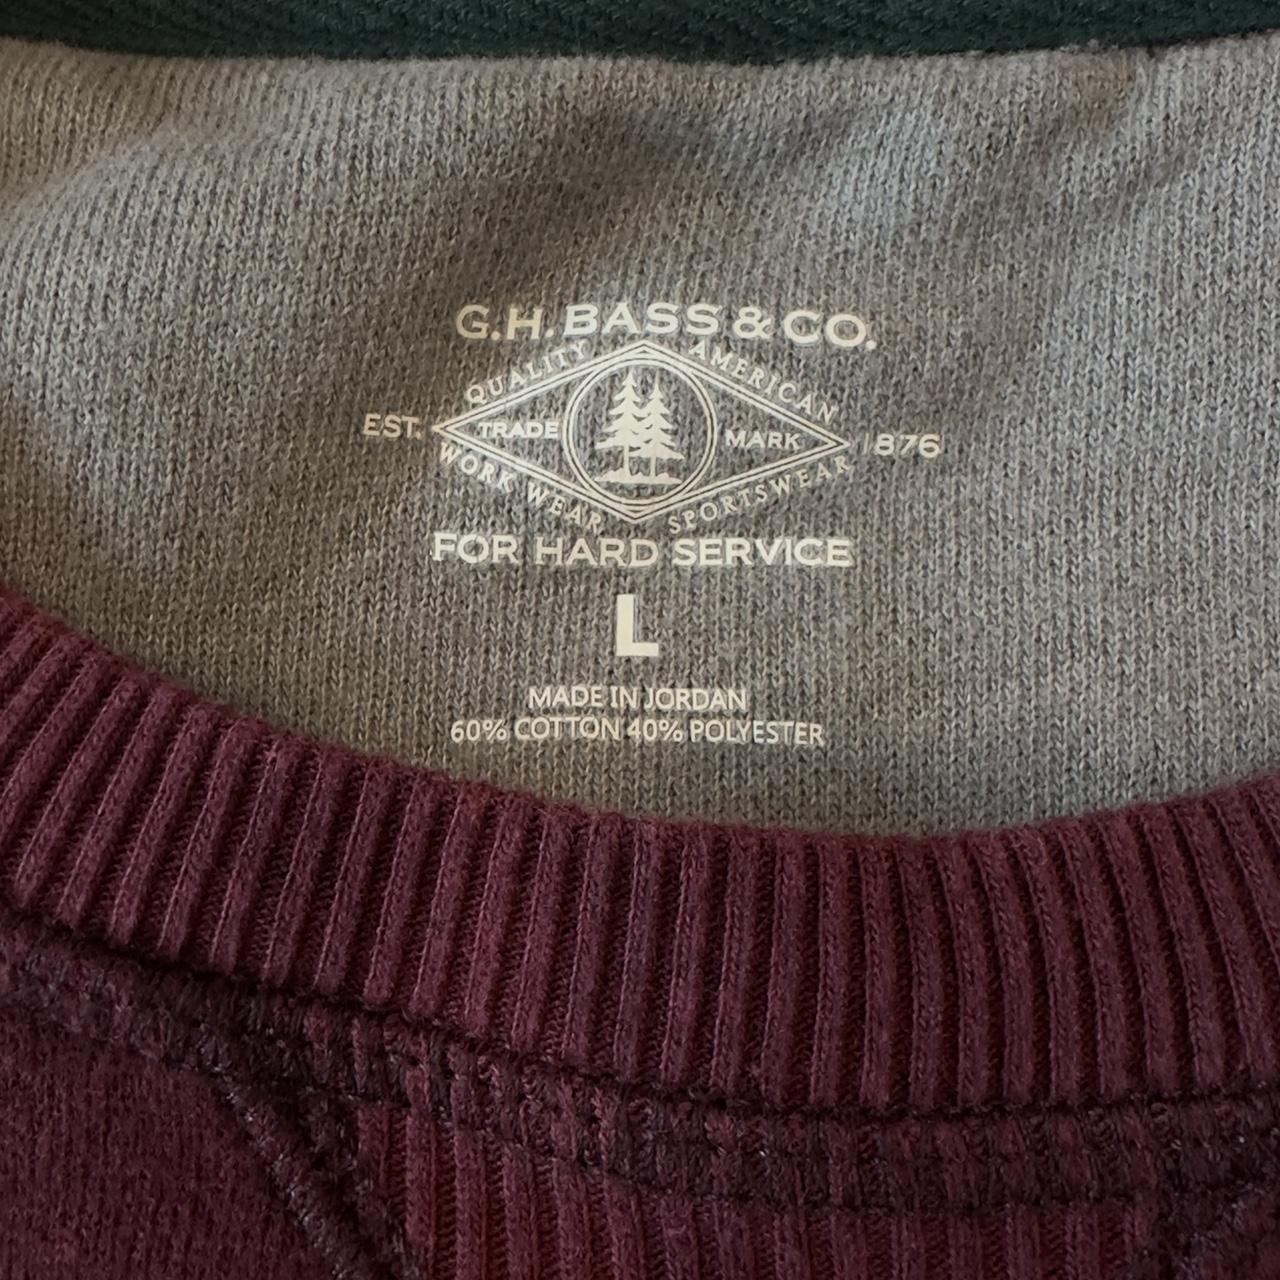 G.H. BASS & CO.
QUALITY AMERICAN
EST. TRADE MARK 1876
WORK WEAR SPORTSWEAR
FOR HARD SERVICE
L
MADE IN JORDAN
60% COTTON 40% POLYESTER